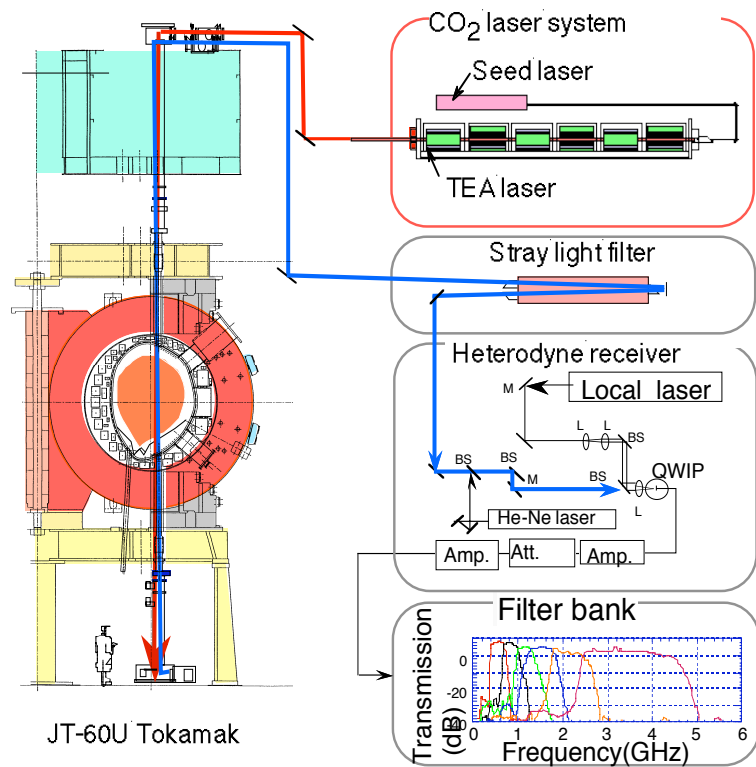 CO2 laser system
Seed laser
TEA laser
Stray light filter
Heterodyne receiver
M
Local laser
L
L
BS
BS
BS
M
BS
QWIP
L
He-Ne laser
Amp.
Att.
Amp.
Filter bank
Transmission
(dB)
0
-20
-40
0
1
2
3
4
5
6
Frequency(GHz)
JT-60U Tokamak